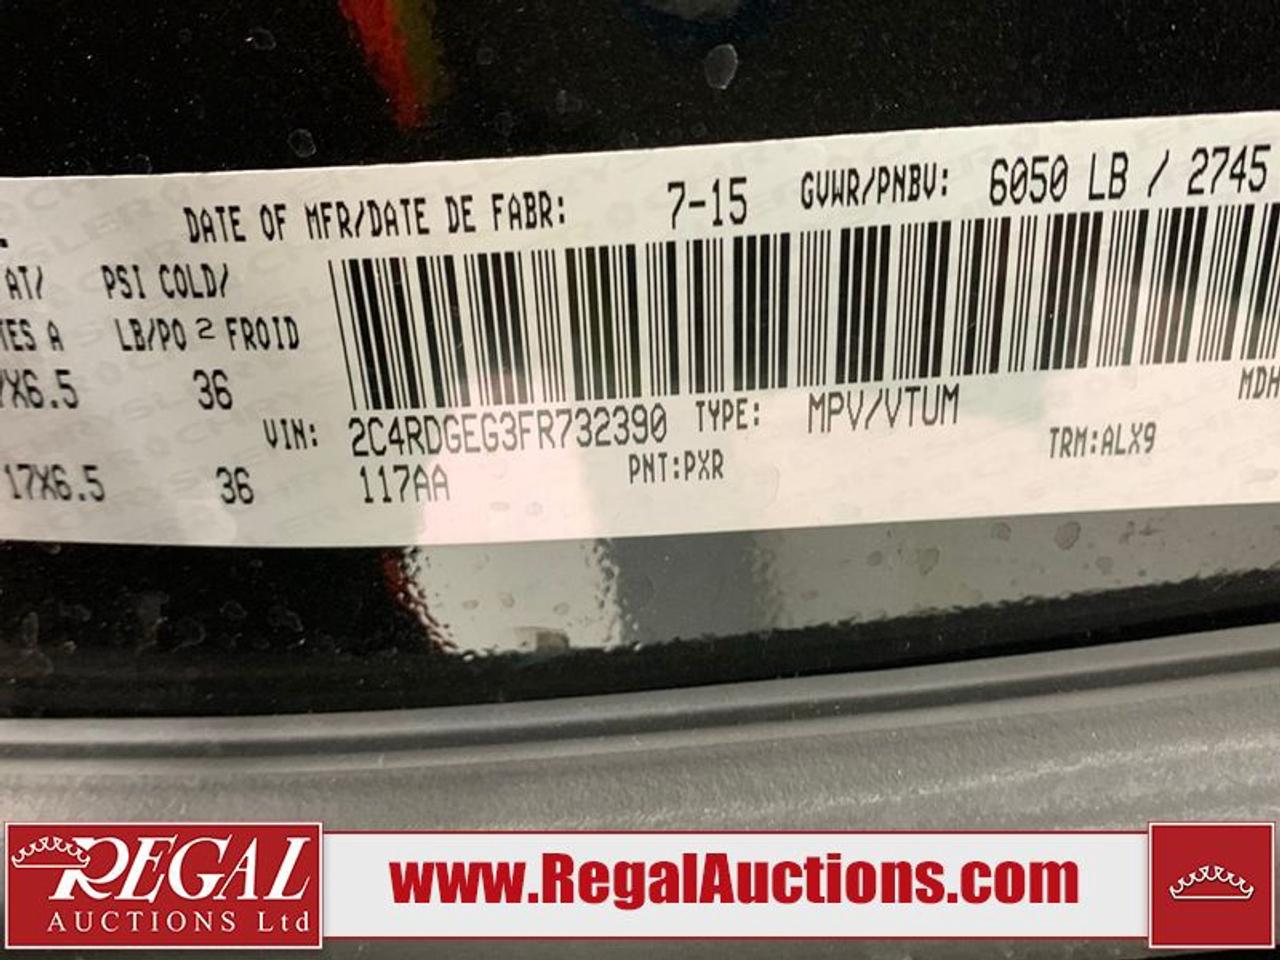 DATE OF MFR/DATE DE FABR: 7-15 GVWR/PNBV: 6050 LB / 2745
AT/ PSI COLD/
TES A LB/PO 2 FROID
X6.5 36
MDH
VIN: 2C4RDGEG3FR732390 TYPE: MPV/VTUM
17X6.5 36 117AA PNT:PXR TRM:ALX9
REGAL
AUCTIONS Ltd
www.RegalAuctions.com